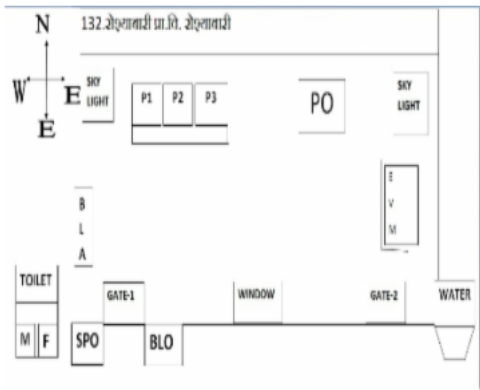 N
132.शेश्याबारी प्रा.वि. शेश्याबारी
W
E
E
SKY
LIGHT
P1
P2
P3
PO
SKY
LIGHT
E
V
M
B
L
A
TOILET
GATE-1
WINDOW
GATE-2
WATER
M
F
SPO
BLO